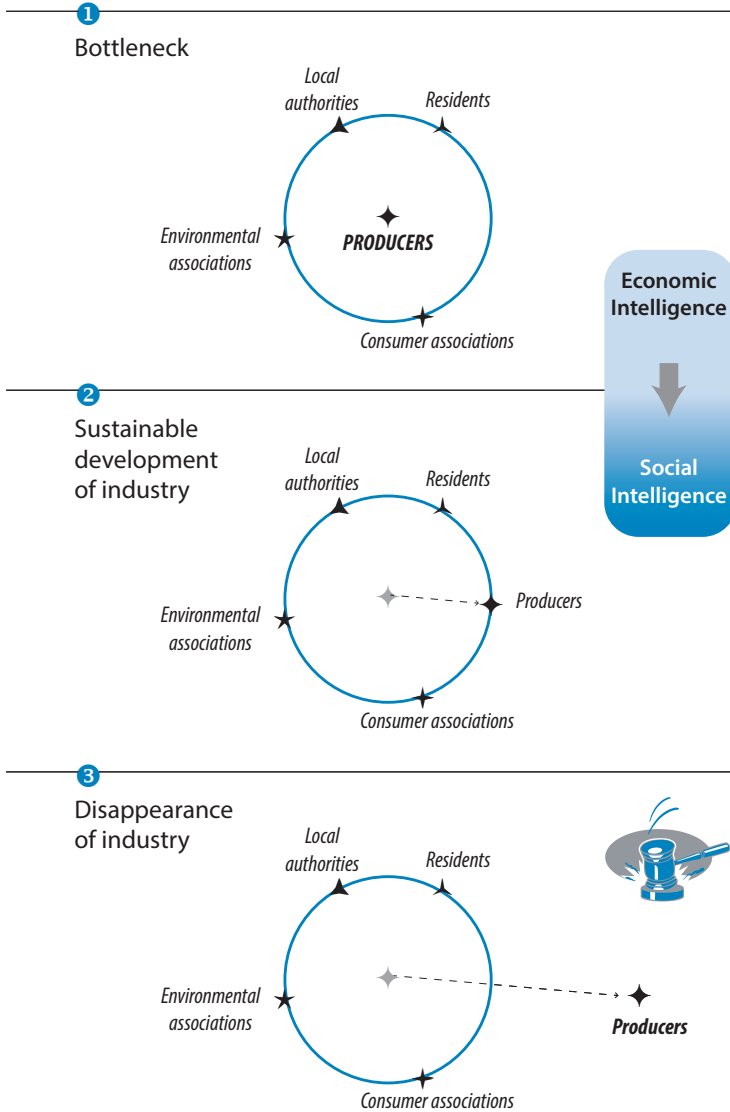 1
Bottleneck
Local
authorities
Residents
Environmental
associations
PRODUCERS
Consumer associations
Economic
Intelligence
Social
Intelligence
2
Sustainable
development
of industry
Local
authorities
Residents
Environmental
associations
Producers
Consumer associations
3
Disappearance
of industry
Local
authorities
Residents
Environmental
associations
Producers
Consumer associations